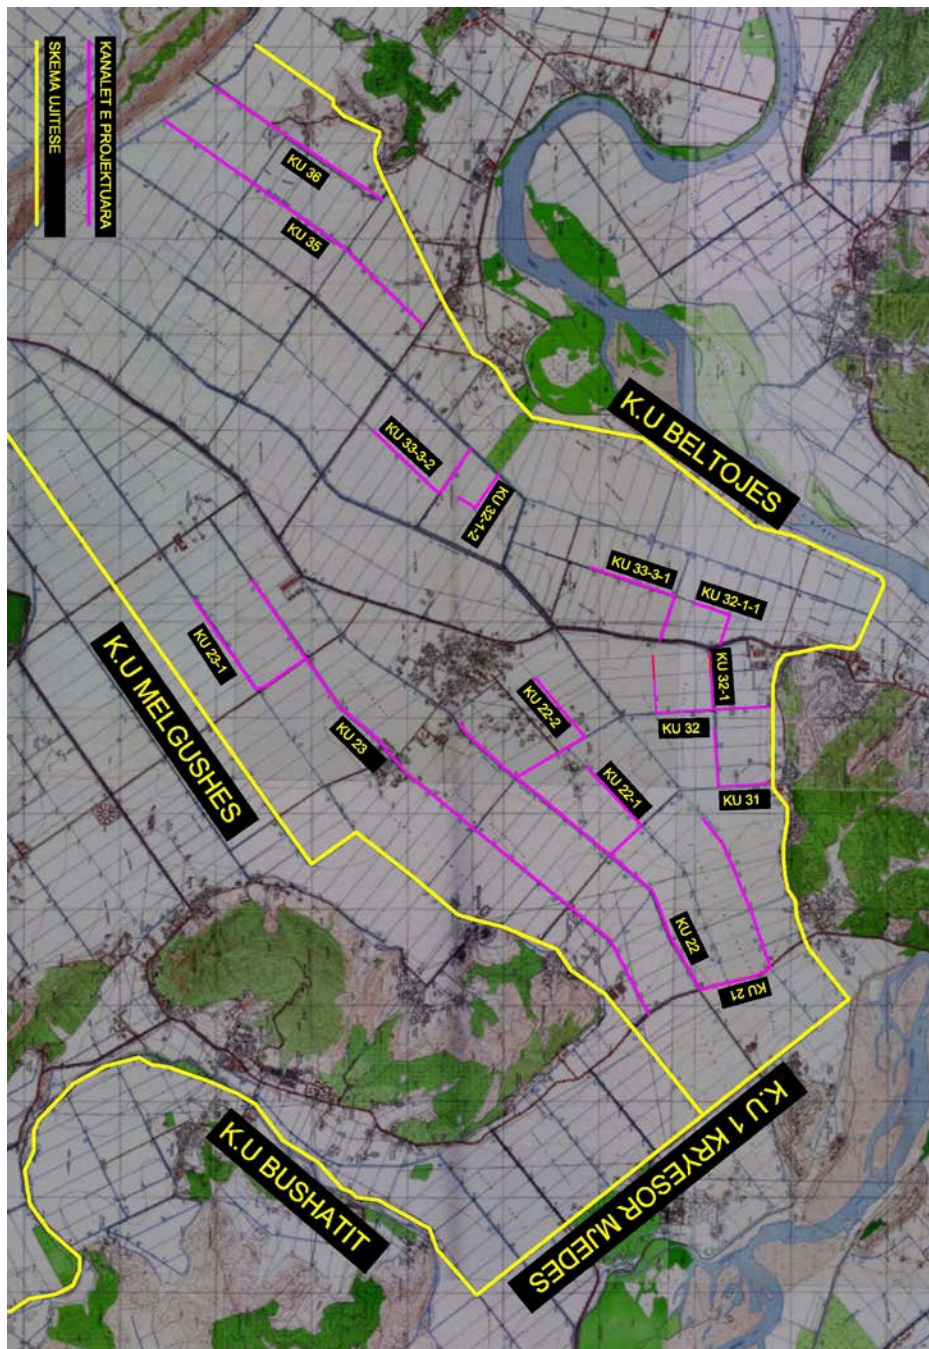 KANALET E PROJEKTUARA
SKEMA UJITESE
KU 36
KU 35
K.U BELTOJES
KU 33-3-2
KU 32-1-2
KU 33-3-1
KU 32-1-1
KU 32-1
KU 32
KU 31
KU 23-1
K.U MELGUSHES
KU 23
KU 22-2
KU 22-1
KU 22
KU 21
K.U 1 KRYESOR MJEDES
K.U BUSHATIT